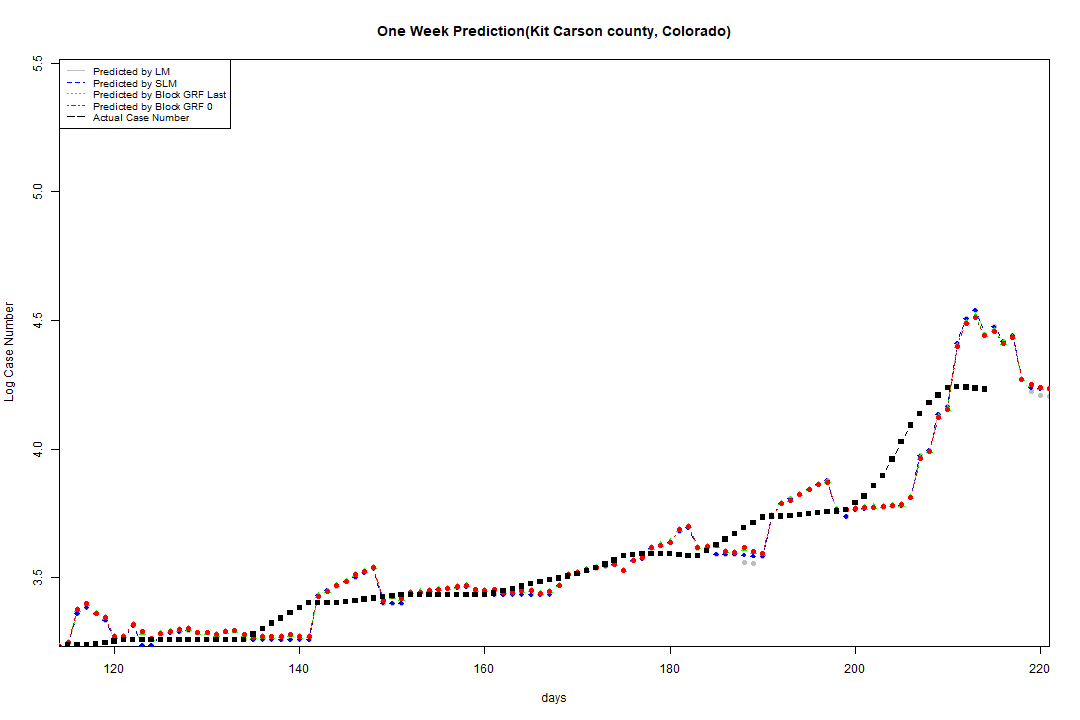 One Week Prediction(Kit Carson county, Colorado)
Predicted by LM
Predicted by SLM
Predicted by Block GRF Last
Predicted by Block GRF 0
Actual Case Number
5.5
5.0
4.5
4.0
3.5
Log Case Number
120 140 160 180 200 220
days